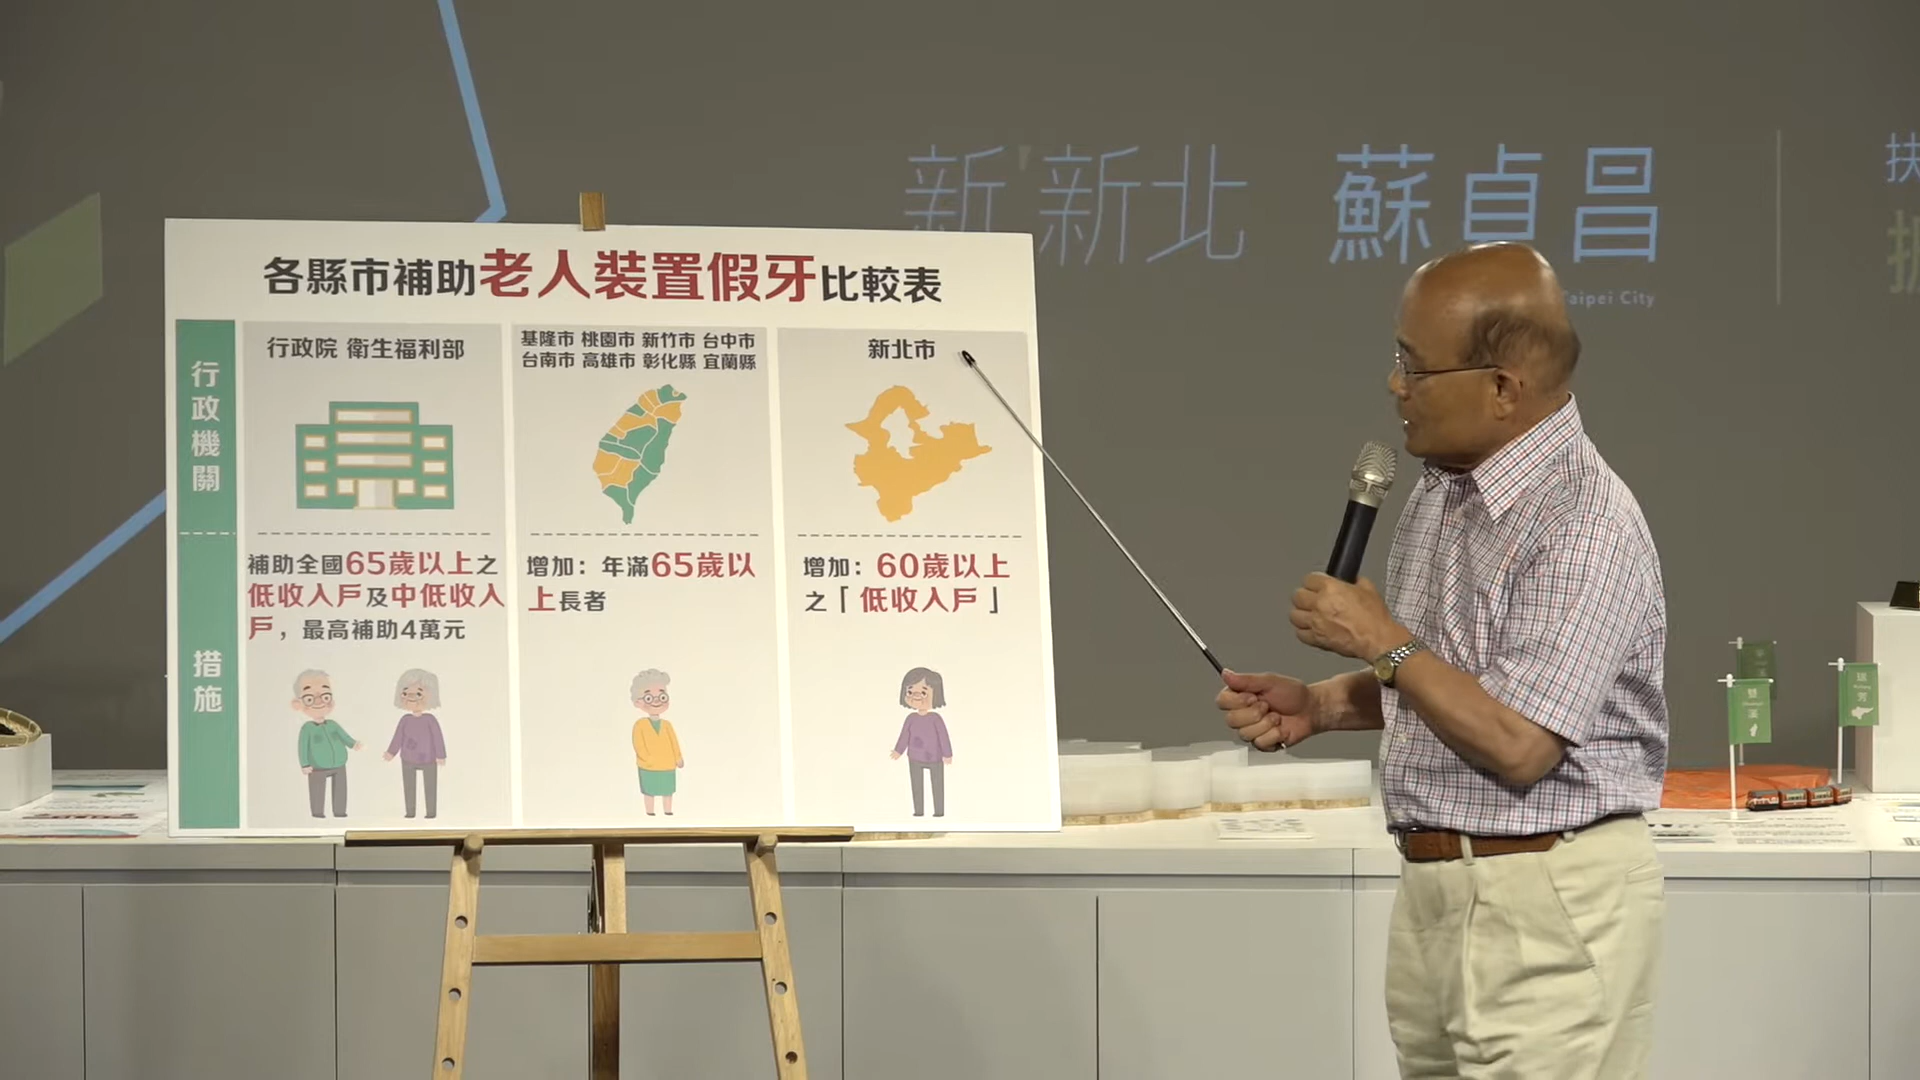 新 新北 蘇貞昌
Taipei City
扶
各縣市補助老人裝置假牙比較表
行政機關
行政院 衛生福利部
基隆市 桃園市 新竹市 台中市
台南市 高雄市 彰化縣 宜蘭縣
新北市
措施
補助全國65歲以上之
低收入戶及中低收入
戶，最高補助4萬元
增加：年滿65歲以
上長者
增加：60歲以上
之「低收入戶」
雙溪
瑞芳